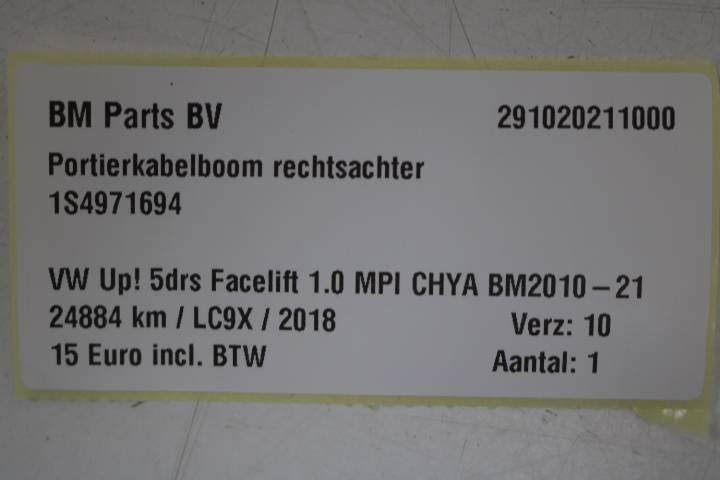 BM Parts BV 291020211000
Portierkabelboom rechtsachter
1S4971694
VW Up! 5drs Facelift 1.0 MPI CHYA BM2010-21
24884 km / LC9X / 2018 Verz: 10
15 Euro incl. BTW Aantal: 1